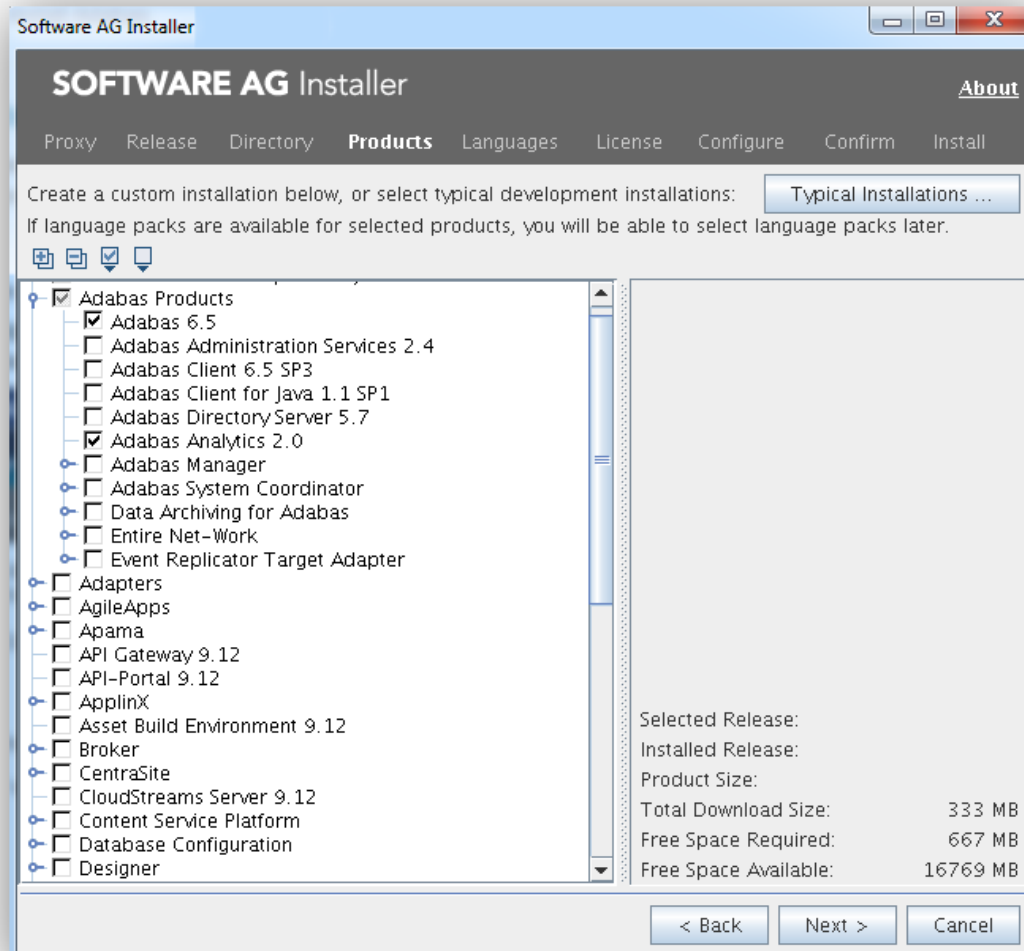 Software AG Installer
SOFTWARE AG Installer
About
Proxy Release Directory Products Languages License Configure Confirm Install
Create a custom installation below, or select typical development installations: Typical Installations ...
If language packs are available for selected products, you will be able to select language packs later.
Adabas Products
Adabas 6.5
Adabas Administration Services 2.4
Adabas Client 6.5 SP3
Adabas Client for Java 1.1 SP1
Adabas Directory Server 5.7
Adabas Analytics 2.0
Adabas Manager
Adabas System Coordinator
Data Archiving for Adabas
Entire Net-Work
Event Replicator Target Adapter
Adapters
AgileApps
Apama
API Gateway 9.12
API-Portal 9.12
ApplinX
Asset Build Environment 9.12
Broker
CentraSite
CloudStreams Server 9.12
Content Service Platform
Database Configuration
Designer
Selected Release:
Installed Release:
Product Size:
Total Download Size: 333 MB
Free Space Required: 667 MB
Free Space Available: 16769 MB
< Back Next > Cancel